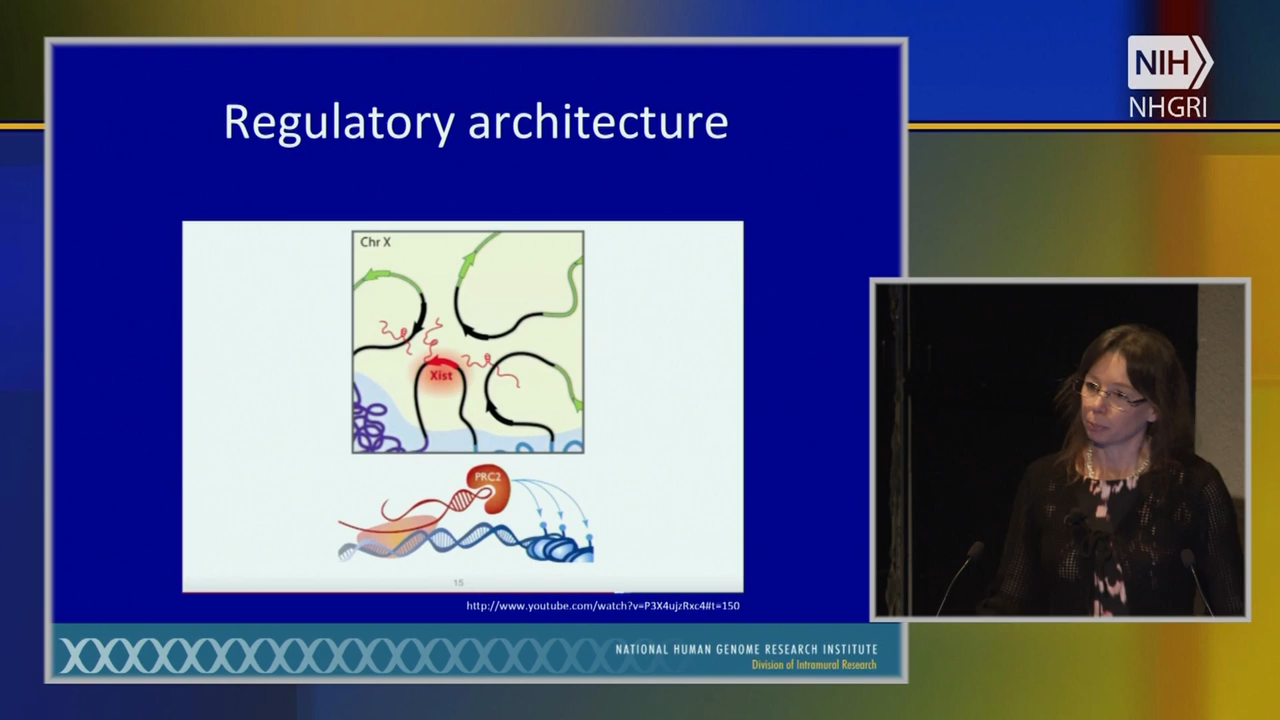 NIH
NHGRI
Regulatory architecture
Chr X
Xist
PRC2
15
http://www.youtube.com/watch?v=P3X4ujzRxc4#t=150
NATIONAL HUMAN GENOME RESEARCH INSTITUTE
Division of Intramural Research